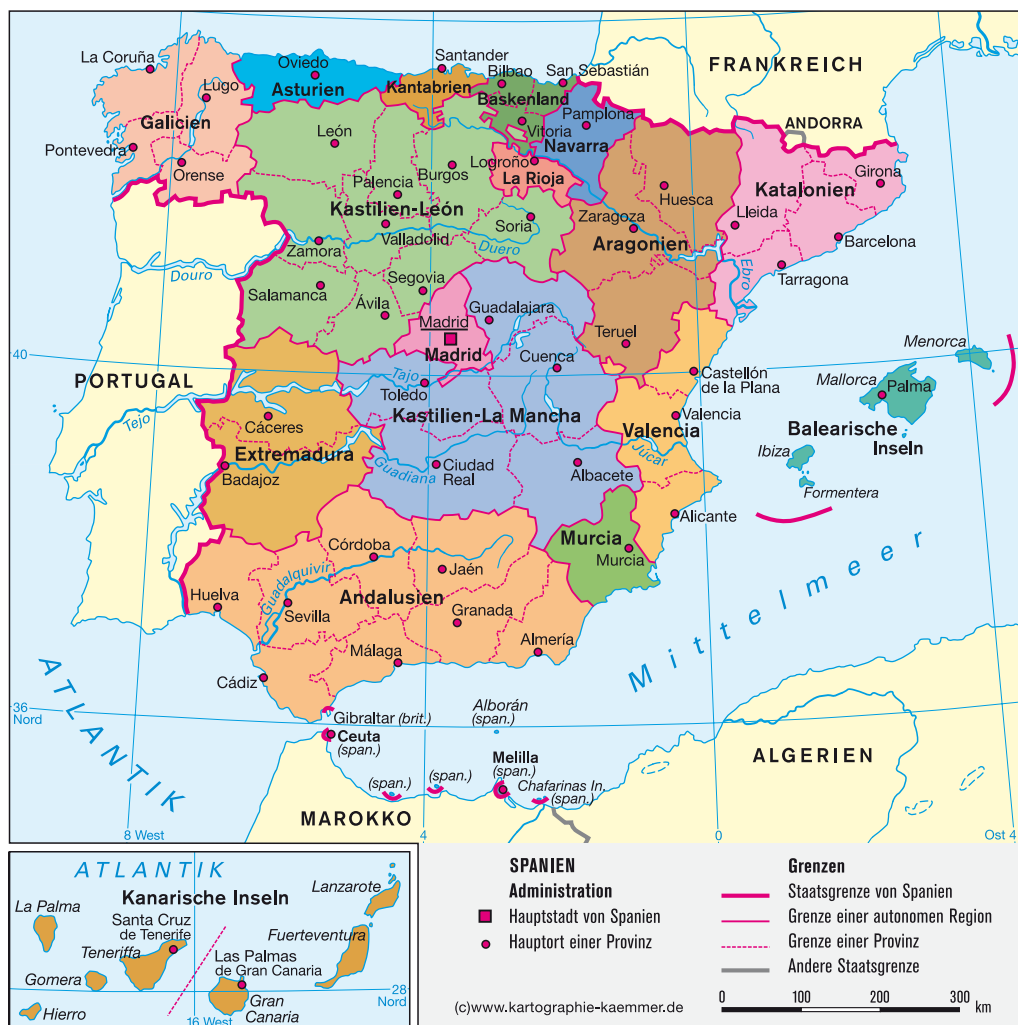 La Coruña
Lugo
Galicien
Pontevedra
Orense
Oviedo
Asturien
Santander
Kantabrien
Bilbao
San Sebastián
Baskenland
Vitoria
Pamplona
Navarra
FRANKREICH
ANDORRA
León
Burgos
Palencia
Kastilien-León
Valladolid
Zamora
Duero
Soria
Salamanca
Segovia
Ávila
Logroño
La Rioja
Huesca
Zaragoza
Aragonien
Teruel
Katalonien
Girona
Lleida
Barcelona
Tarragona
Ebro
Douro
PORTUGAL
Tejo
40
Madrid
Madrid
Guadalajara
Cuenca
Tajo
Toledo
Kastilien-La Mancha
Guadiana
Ciudad
Real
Albacete
Castellón
de la Plana
Valencia
Valencia
Júcar
Alicante
Menorca
Mallorca
Palma
Balearische
Inseln
Ibiza
Formentera
Cáceres
Extremadura
Badajoz
Murcia
Murcia
Córdoba
Jaén
Guadalquivir
Huelva
Sevilla
Andalusien
Granada
Málaga
Almería
Cádiz
Mittelmeer
ATLANTIK
36
Nord
Gibraltar (brit.)
Ceuta
(span.)
Alborán
(span.)
(span.)
(span.)
Melilla
(span.)
Chafarinas In.
(span.)
MAROKKO
ALGERIEN
8 West
4
0
Ost 4
ATLANTIK
Kanarische Inseln
Lanzarote
La Palma
Santa Cruz
de Tenerife
Teneriffa
Fuerteventura
Las Palmas
de Gran Canaria
Gomera
28
Nord
Gran
Canaria
Hierro
16 West
SPANIEN
Administration
Hauptstadt von Spanien
Hauptort einer Provinz
Grenzen
Staatsgrenze von Spanien
Grenze einer autonomen Region
Grenze einer Provinz
Andere Staatsgrenze
(c)www.kartographie-kaemmer.de
0 100 200 300
km